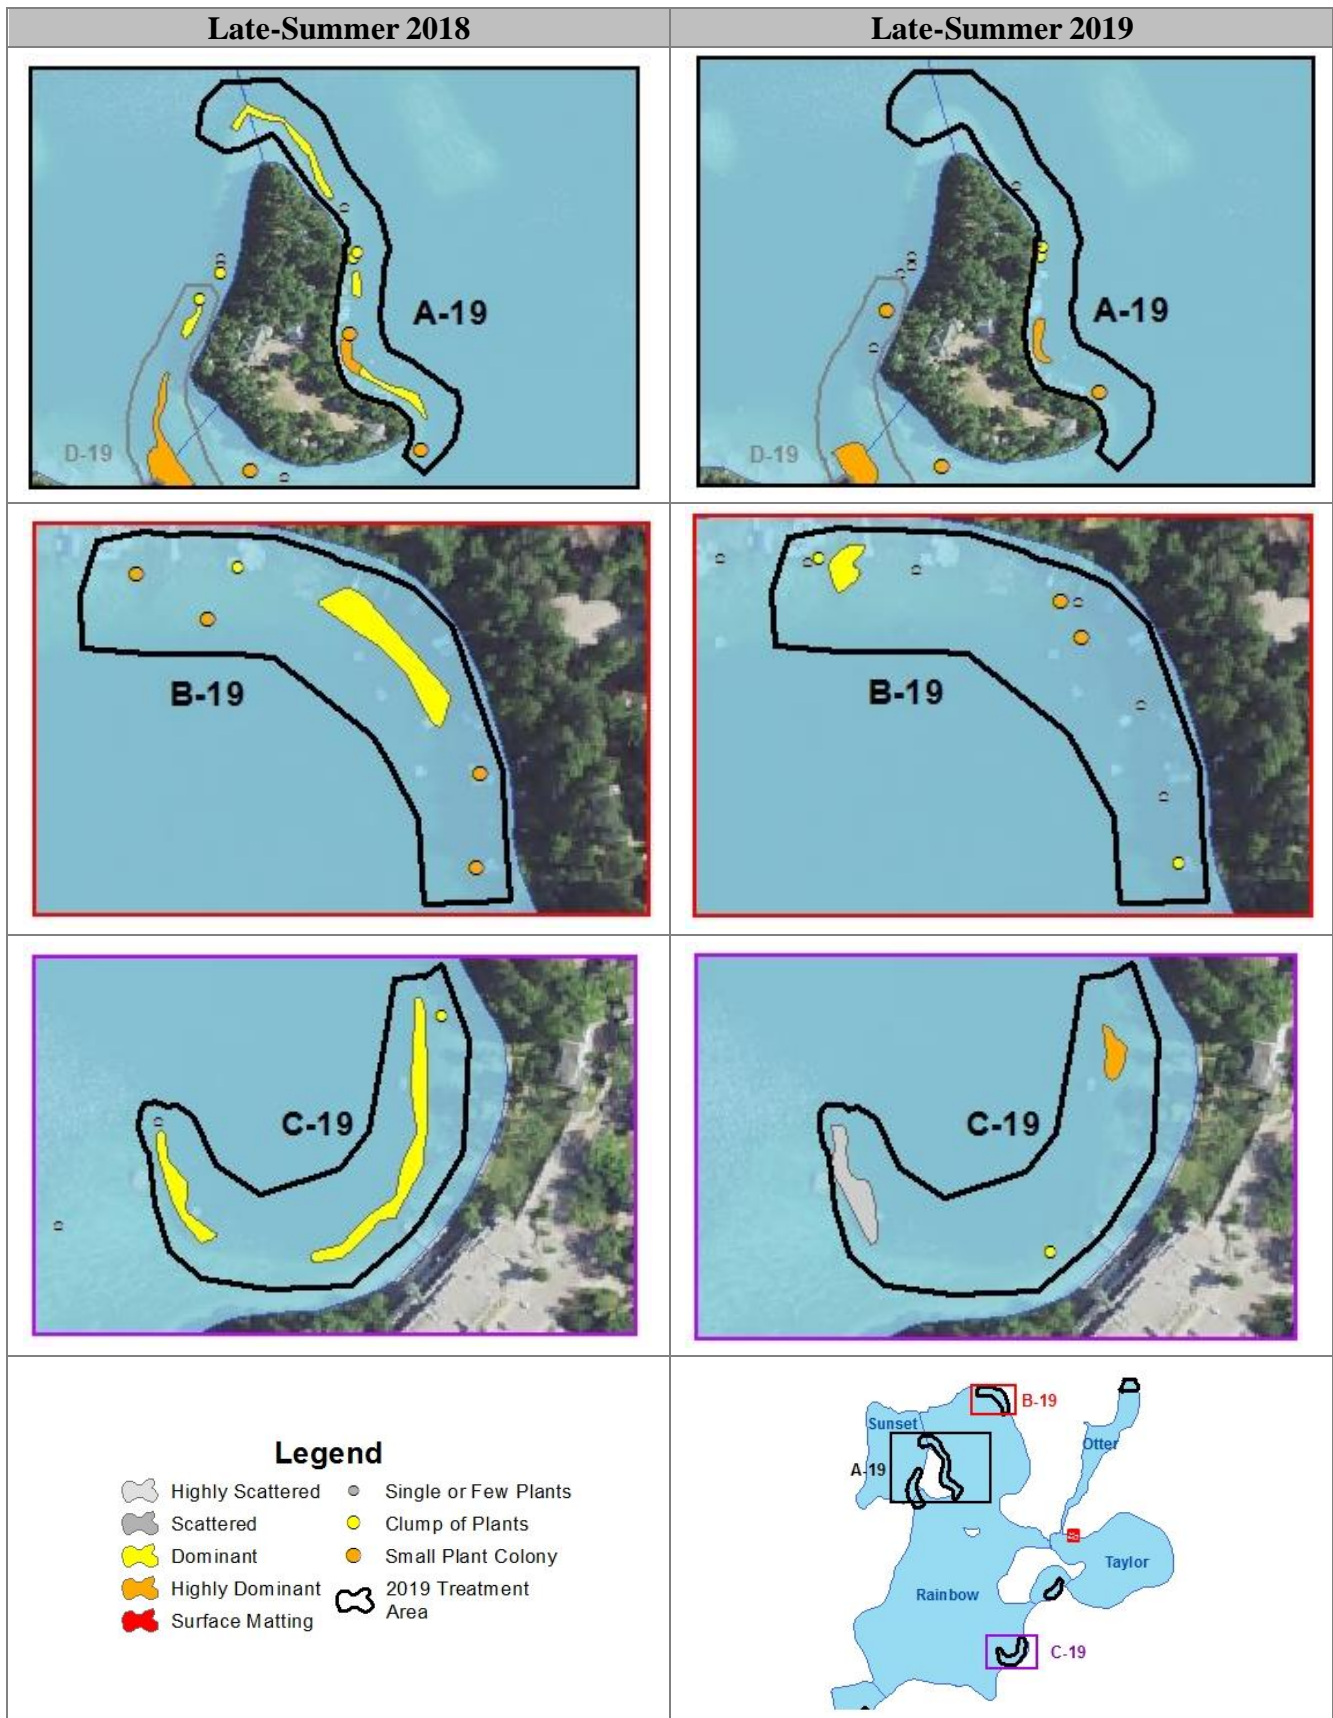 Late-Summer 2018
Late-Summer 2019
A-19
D-19
A-19
D-19
B-19
B-19
C-19
C-19
Legend
Highly Scattered
Scattered
Dominant
Highly Dominant
Surface Matting
Single or Few Plants
Clump of Plants
Small Plant Colony
2019 Treatment
Area
B-19
Sunset
Otter
A-19
Taylor
Rainbow
C-19